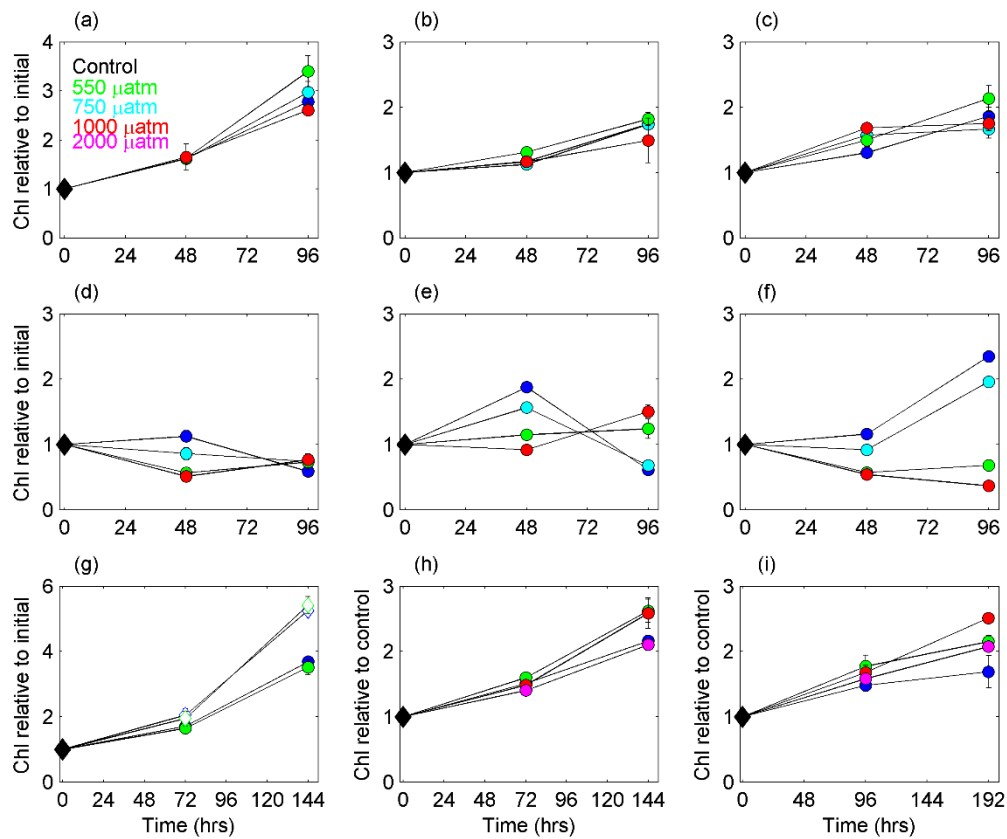 (a)
(b)
(c)
Chl relative to initial
4
3
2
1
0
Control
550 μatm
750 μatm
1000 μatm
2000 μatm
0 24 48 72 96
3
2
1
0
0 24 48 72 96
3
2
1
0
0 24 48 72 96
(d)
(e)
(f)
Chl relative to initial
3
2
1
0
0 24 48 72 96
3
2
1
0
0 24 48 72 96
3
2
1
0
0 24 48 72 96
(g)
(h)
(i)
Chl relative to initial
6
4
2
0
0 24 48 72 96 120 144
Time (hrs)
Chl relative to control
3
2
1
0
0 24 48 72 96 120 144
Time (hrs)
Chl relative to control
3
2
1
0
0 48 96 144 192
Time (hrs)